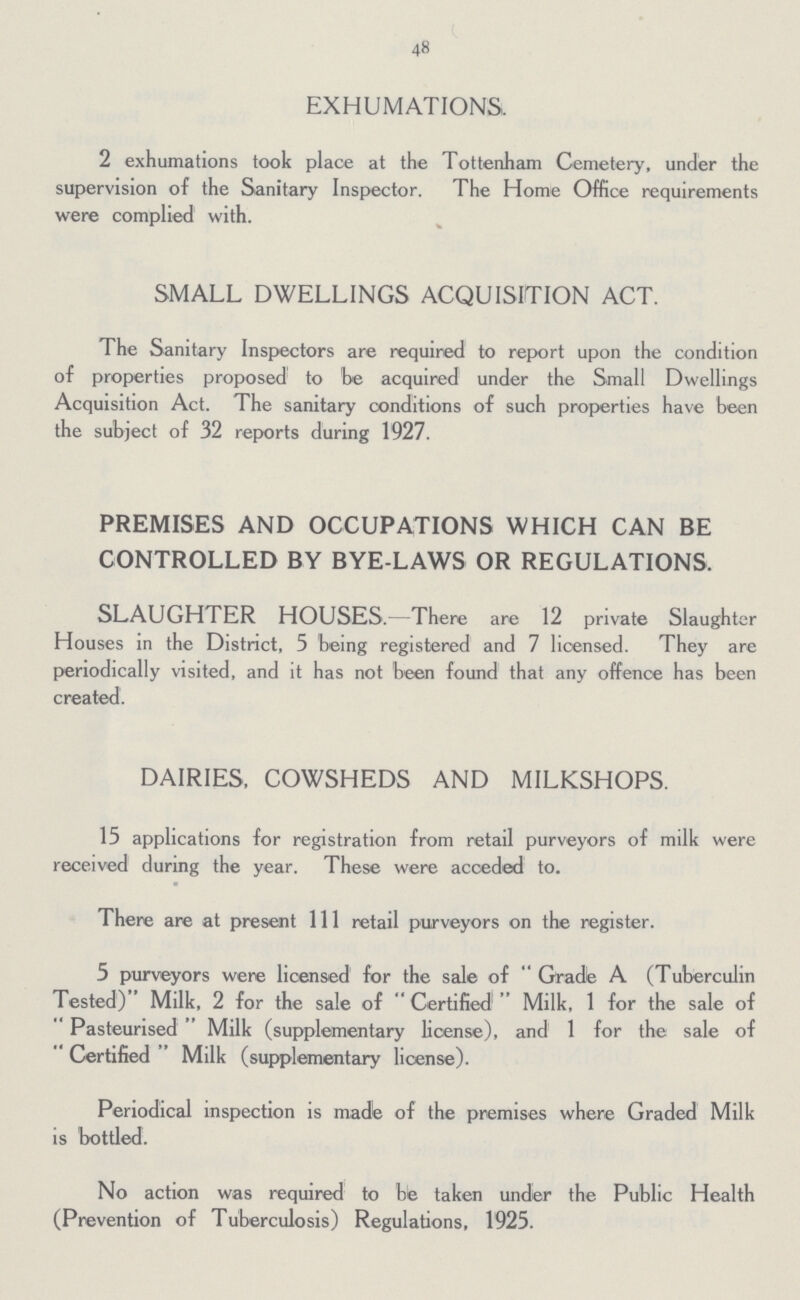 48
EXHUMATIONS.
2 exhumations took place at the Tottenham Cemetery, under the
supervision of the Sanitary Inspector. The Home Office requirements
were complied with.
SMALL DWELLINGS ACQUISITION ACT.
The Sanitary Inspectors are required to report upon the condition
of properties proposed to be acquired under the Small Dwellings
Acquisition Act. The sanitary conditions of such properties have been
the subject of 32 reports during 1927.
PREMISES AND OCCUPATIONS WHICH CAN BE
CONTROLLED BY BYE-LAWS OR REGULATIONS.
SLAUGHTER HOUSES.—There are 12 private Slaughter
Houses in the District, 5 being registered and 7 licensed. They are
periodically visited, and it has not been found that any offence has been
created.
DAIRIES, COWSHEDS AND MILKSHOPS.
15 applications for registration from retail purveyors of milk were
received during the year. These were acceded to.
There are at present 111 retail purveyors on the register.
5 purveyors were licensed for the sale of " Grade A (Tuberculin
Tested)" Milk, 2 for the sale of " Certified " Milk, 1 for the sale of
" Pasteurised " Milk (supplementary license), and 1 for the sale of
" Certified " Milk (supplementary license).
Periodical inspection is made of the premises where Graded Milk
is bottled.
No action was required to be taken under the Public Health
(Prevention of Tuberculosis) Regulations, 1925.